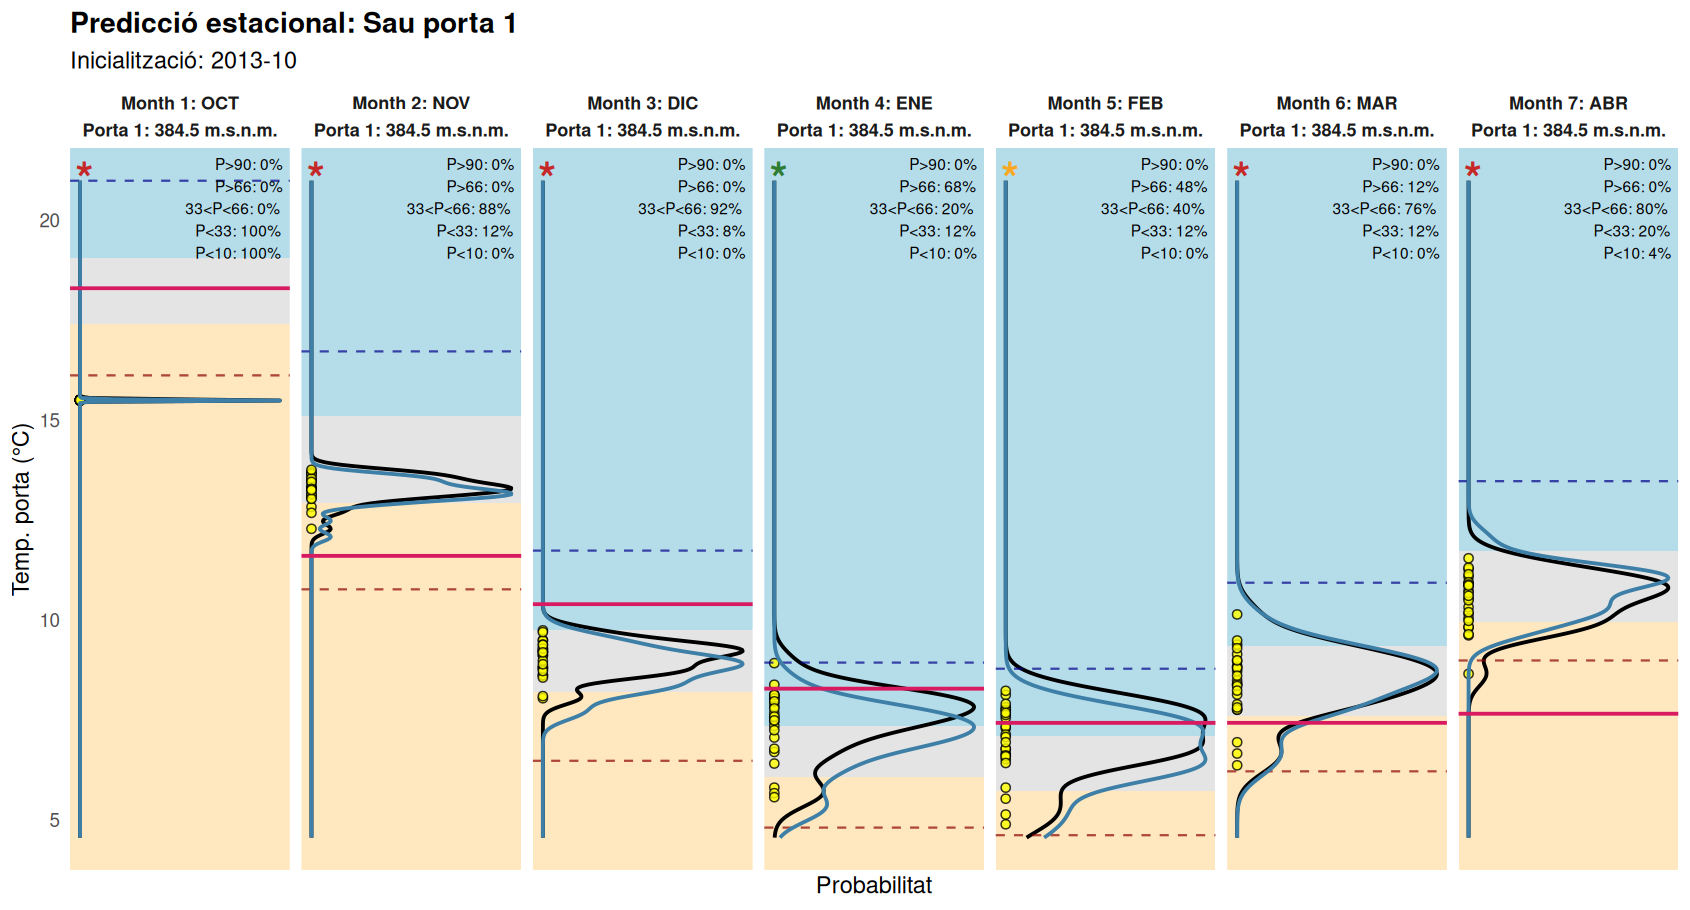 Predicció estacional: Sau porta 1
Inicialització: 2013-10
Month 1: OCT
Porta 1: 384.5 m.s.n.m.
Month 2: NOV
Porta 1: 384.5 m.s.n.m.
Month 3: DIC
Porta 1: 384.5 m.s.n.m.
Month 4: ENE
Porta 1: 384.5 m.s.n.m.
Month 5: FEB
Porta 1: 384.5 m.s.n.m.
Month 6: MAR
Porta 1: 384.5 m.s.n.m.
Month 7: ABR
Porta 1: 384.5 m.s.n.m.
P>90: 0%
P>66: 0%
33<P<66: 0%
P<33: 100%
P<10: 100%
P>90: 0%
P>66: 0%
33<P<66: 88%
P<33: 12%
P<10: 0%
P>90: 0%
P>66: 0%
33<P<66: 92%
P<33: 8%
P<10: 0%
P>90: 0%
P>66: 68%
33<P<66: 20%
P<33: 12%
P<10: 0%
P>90: 0%
P>66: 48%
33<P<66: 40%
P<33: 12%
P<10: 0%
P>90: 0%
P>66: 12%
33<P<66: 76%
P<33: 12%
P<10: 0%
P>90: 0%
P>66: 0%
33<P<66: 80%
P<33: 20%
P<10: 4%
20
15
10
5
Temp. porta (°C)
Probabilitat